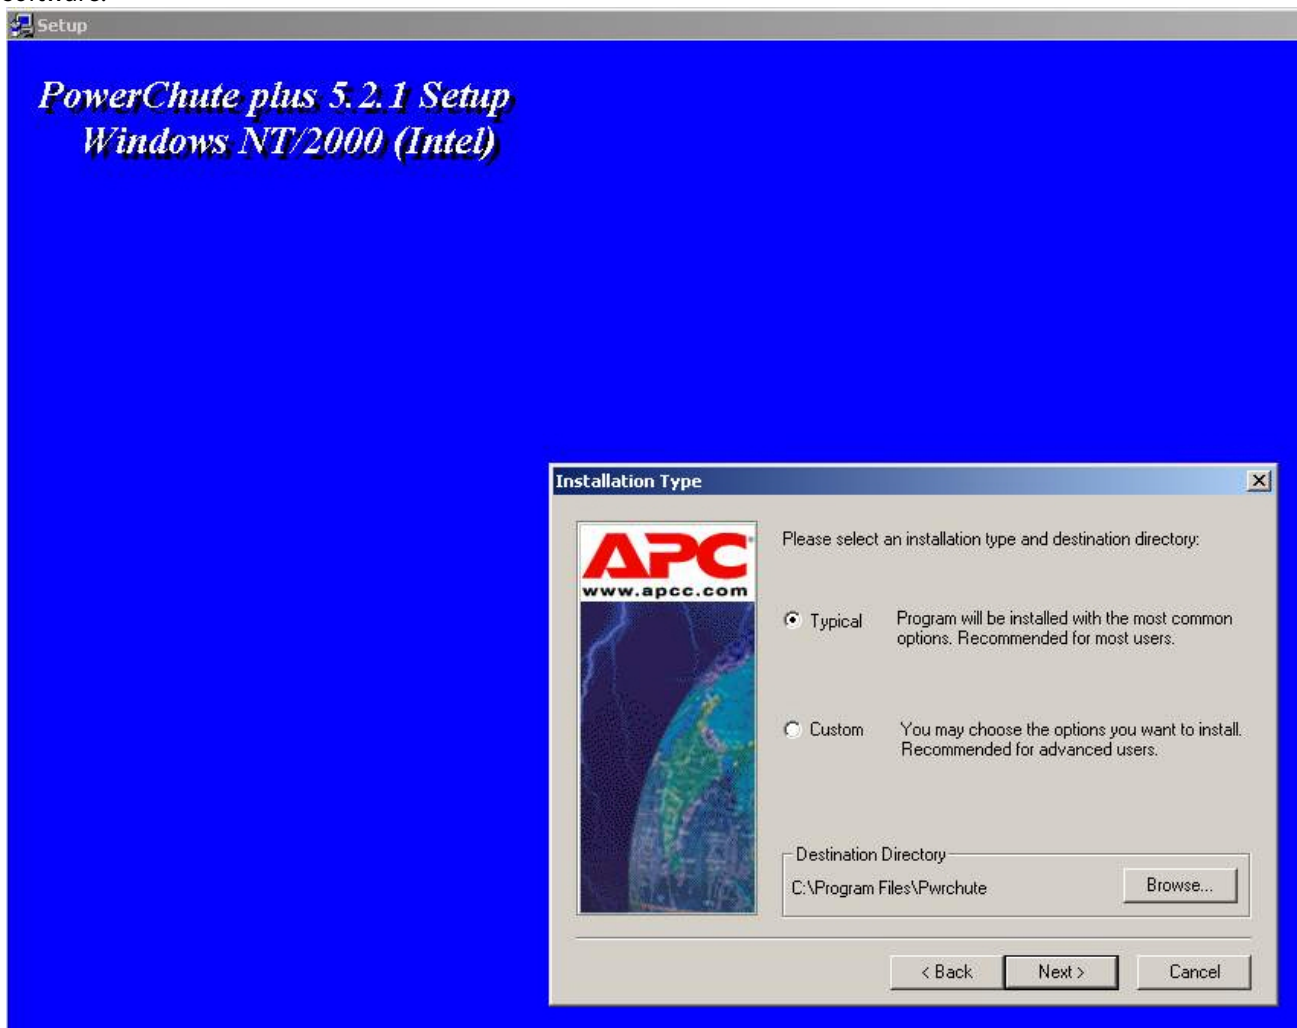 software.
Setup
PowerChute plus 5.2.1 Setup
Windows NT/2000 (Intel)
Installation Type
APC
www.apcc.com
Please select an installation type and destination directory:
Typical Program will be installed with the most common
options. Recommended for most users.
Custom You may choose the options you want to install.
Recommended for advanced users.
Destination Directory
C:\Program Files\Pwrchute Browse...
< Back Next > Cancel